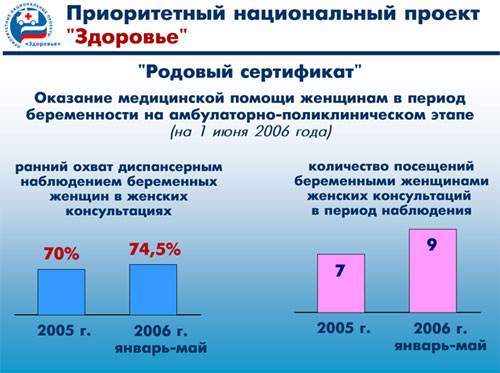 Приоритетный национальный проект
"Здоровье"
"Родовый сертификат"
Оказание медицинской помощи женщинам в период
беременности на амбулаторно-поликлиническом этапе
(на 1 июня 2006 года)
ранний охват диспансерным
наблюдением беременных
женщин в женских
консультациях
70%
74,5%
2005 г.
2006 г.
январь-май
количество посещений
беременными женщинами
женских консультаций
в период наблюдения
7
9
2005 г.
2006 г.
январь-май
«Здоровье»